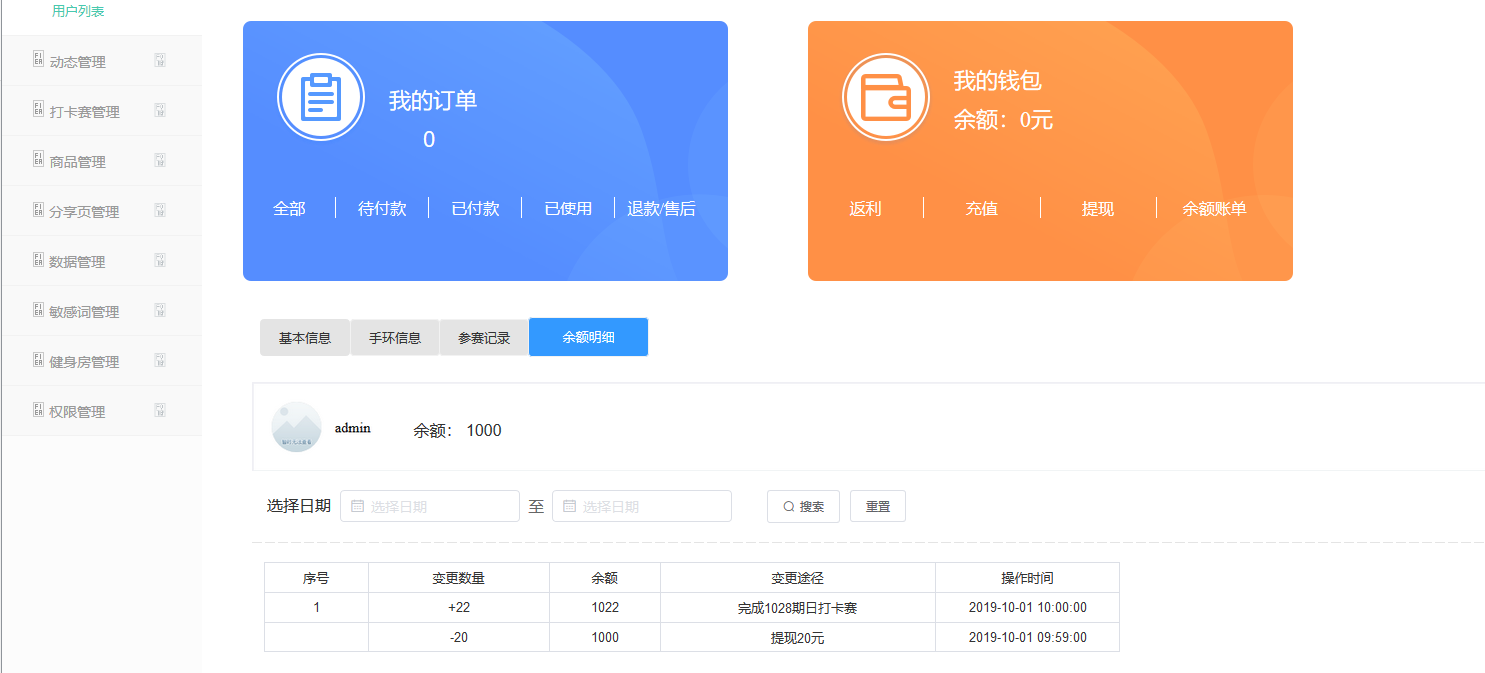 用户列表
动态管理
打卡赛管理
商品管理
分享页管理
数据管理
敏感词管理
健身房管理
权限管理
我的订单
0
全部 待付款 已付款 已使用 退款/售后
我的钱包
余额：0元
返利 充值 提现 余额账单
基本信息 手环信息 参赛记录 余额明细
admin 余额： 1000
选择日期 选择日期 至 选择日期 搜索 重置
序号 变更数量 余额 变更途径 操作时间
1 +22 1022 完成1028期日打卡赛 2019-10-01 10:00:00
-20 1000 提现20元 2019-10-01 09:59:00